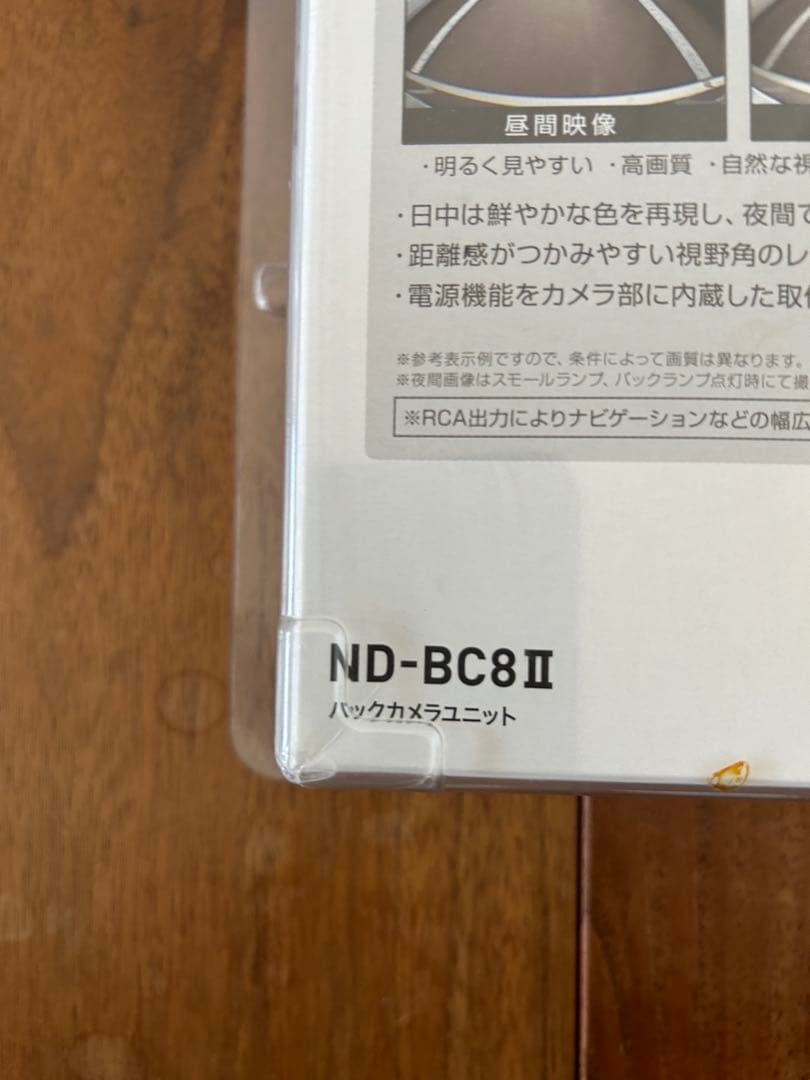 昼間映像
・明るく見やすい ・高画質 ・自然な視
・日中は鮮やかな色を再現し、夜間で
・距離感がつかみやすい視野角のレ
・電源機能をカメラ部に内蔵した取付
※参考表示例ですので、条件によって画質は異なります。
※夜間画像はスモールランプ、バックランプ点灯時にて撮
※RCA出力によりナビゲーションなどの幅広
ND-BC8Ⅱ
バックカメラユニット